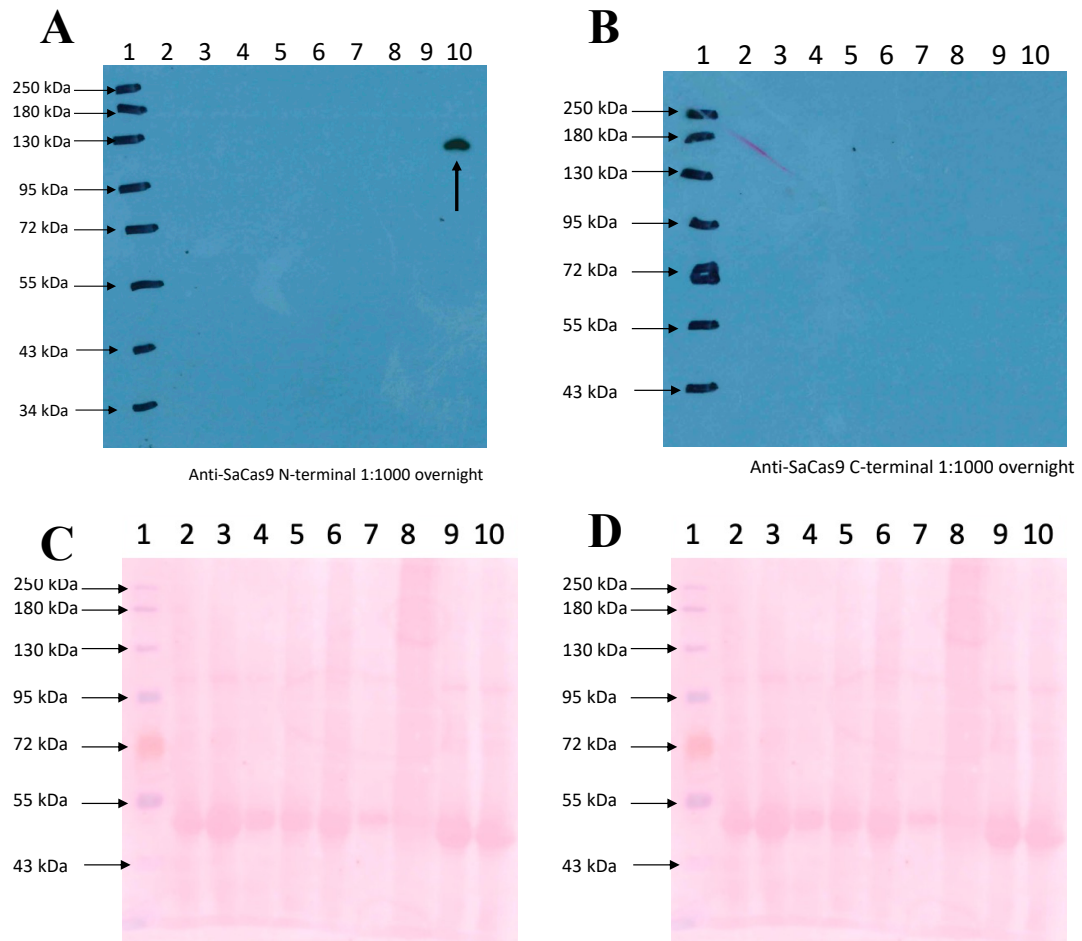 A
1 2 3 4 5 6 7 8 9 10
250 kDa
180 kDa
130 kDa
95 kDa
72 kDa
55 kDa
43 kDa
34 kDa
Anti-SaCas9 N-terminal 1:1000 overnight
B
1 2 3 4 5 6 7 8 9 10
250 kDa
180 kDa
130 kDa
95 kDa
72 kDa
55 kDa
43 kDa
Anti-SaCas9 C-terminal 1:1000 overnight
C
1 2 3 4 5 6 7 8 9 10
250 kDa
180 kDa
130 kDa
95 kDa
72 kDa
55 kDa
43 kDa
D
1 2 3 4 5 6 7 8 9 10
250 kDa
180 kDa
130 kDa
95 kDa
72 kDa
55 kDa
43 kDa